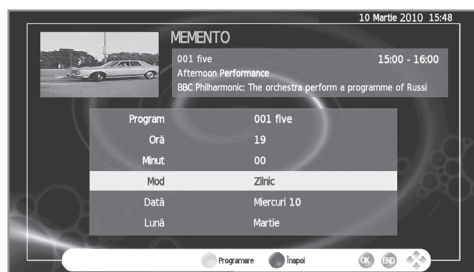 10 Martie 2010 15:48
MEMENTO
001 five 15:00 - 16:00
Afternoon Performance
BBC Philharmonic: The orchestra perform a programme of Russi
Program 001 five
Oră 19
Minut 00
Mod Zilnic
Dată Miercuri 10
Lună Martie
Programare Înapoi OK END